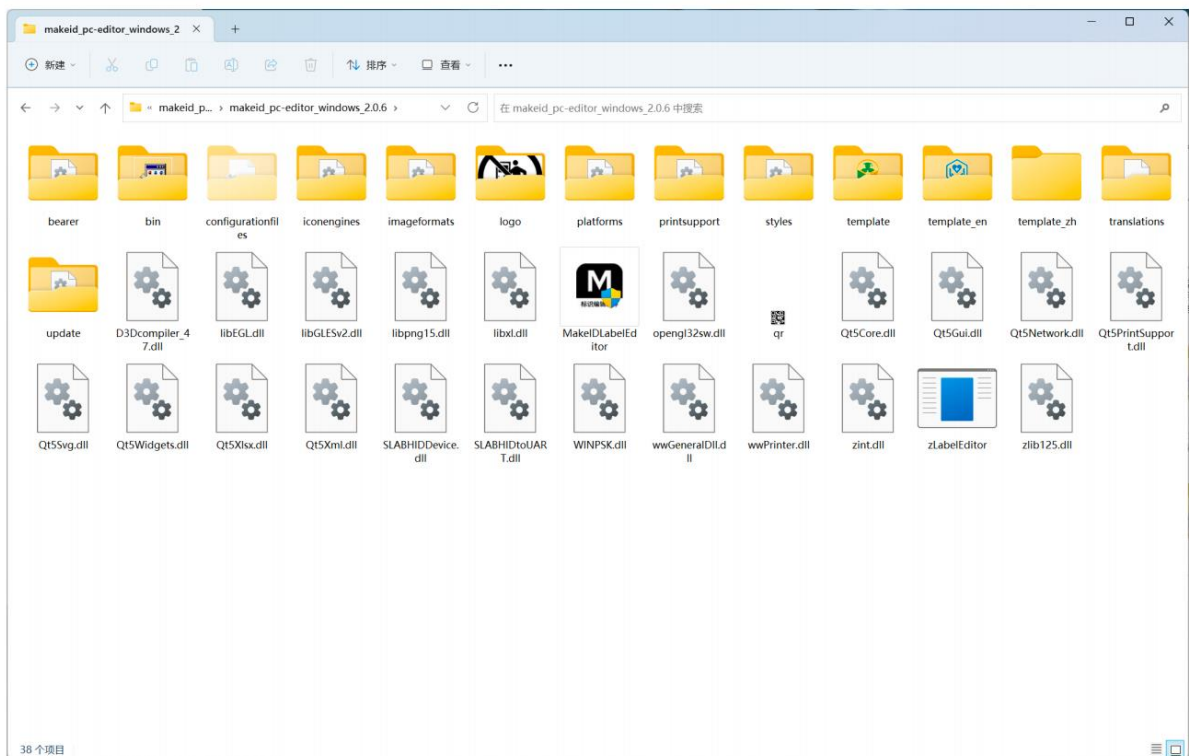 makeid_pc-editor_windows_2
新建
排序
查看
« makeid_p... › makeid_pc-editor_windows_2.0.6 ›
在 makeid_pc-editor_windows_2.0.6 中搜索
bearer
bin
configurationfil
es
iconengines
imageformats
logo
platforms
printsupport
styles
template
template_en
template_zh
translations
update
D3Dcompiler_4
7.dll
libEGL.dll
libGLESv2.dll
libpng15.dll
libxl.dll
M
标识编辑
MakeIDLabelEd
itor
opengl32sw.dll
qr
Qt5Core.dll
Qt5Gui.dll
Qt5Network.dll
Qt5PrintSuppor
t.dll
Qt5Svg.dll
Qt5Widgets.dll
Qt5Xlsx.dll
Qt5Xml.dll
SLABHIDDevice.
dll
SLABHIDtoUAR
T.dll
WINPSK.dll
wwGeneralDll.d
ll
wwPrinter.dll
zint.dll
zLabelEditor
zlib125.dll
38 个项目